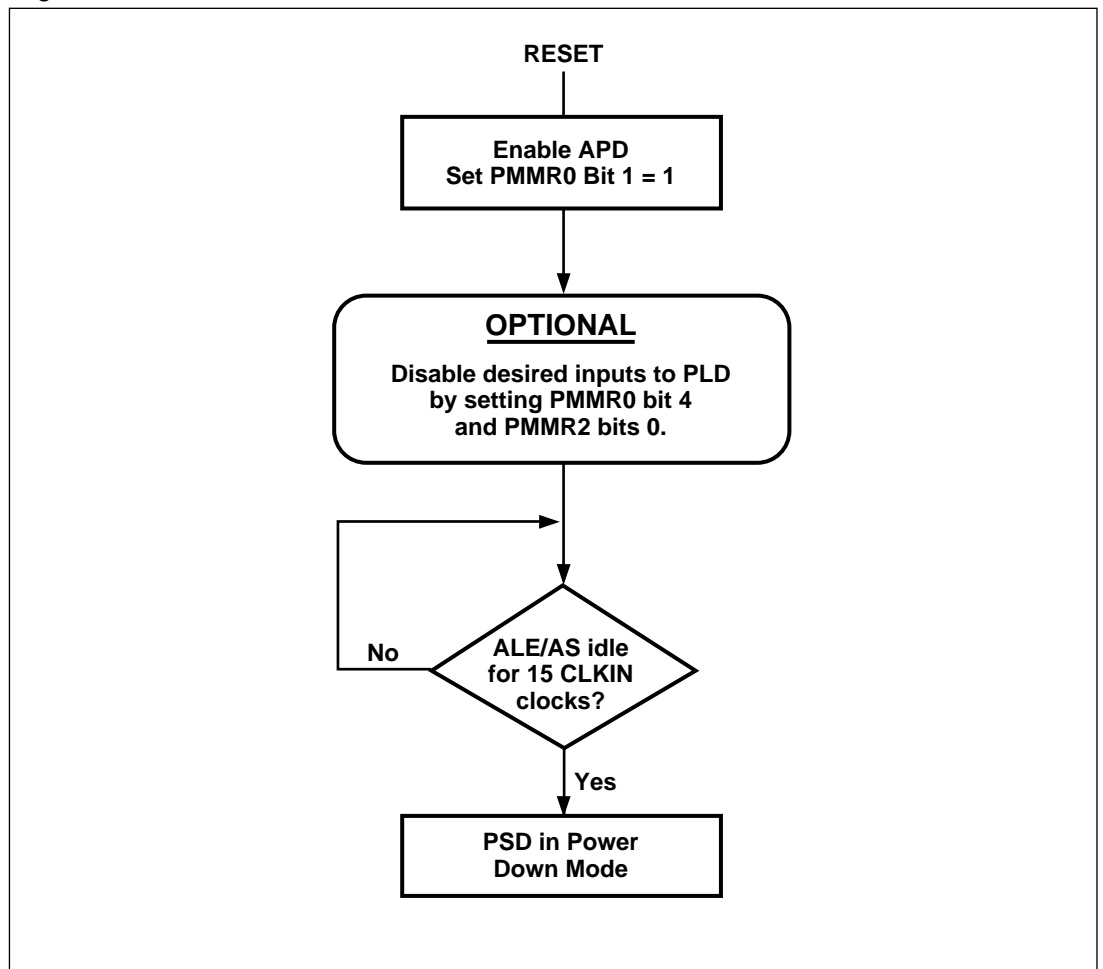 RESET
Enable APD
Set PMMR0 Bit 1 = 1
OPTIONAL
Disable desired inputs to PLD
by setting PMMR0 bit 4
and PMMR2 bits 0.
No
ALE/AS idle
for 15 CLKIN
clocks?
Yes
PSD in Power
Down Mode